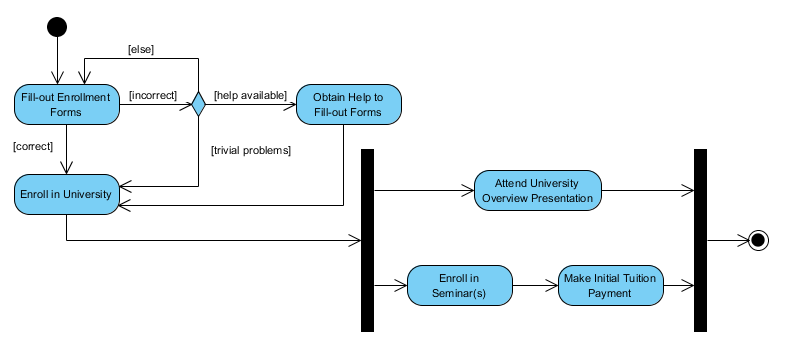 [else]
Fill-out Enrollment
Forms
[incorrect]
[help available]
Obtain Help to
Fill-out Forms
[correct]
[trivial problems]
Enroll in University
Attend University
Overview Presentation
Enroll in
Seminar(s)
Make Initial Tuition
Payment